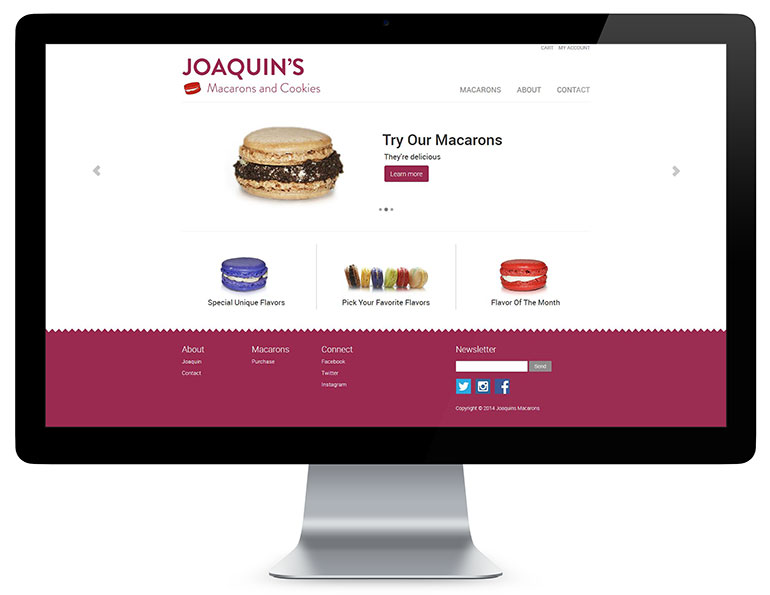 CART MY ACCOUNT
JOAQUIN'S
Macarons and Cookies
MACARONS ABOUT CONTACT
Try Our Macarons
They're delicious
Learn more
Special Unique Flavors
Pick Your Favorite Flavors
Flavor Of The Month
About
Joaquin
Contact
Macarons
Purchase
Connect
Facebook
Twitter
Instagram
Newsletter
Send
Copyright © 2014 Joaquins Macarons